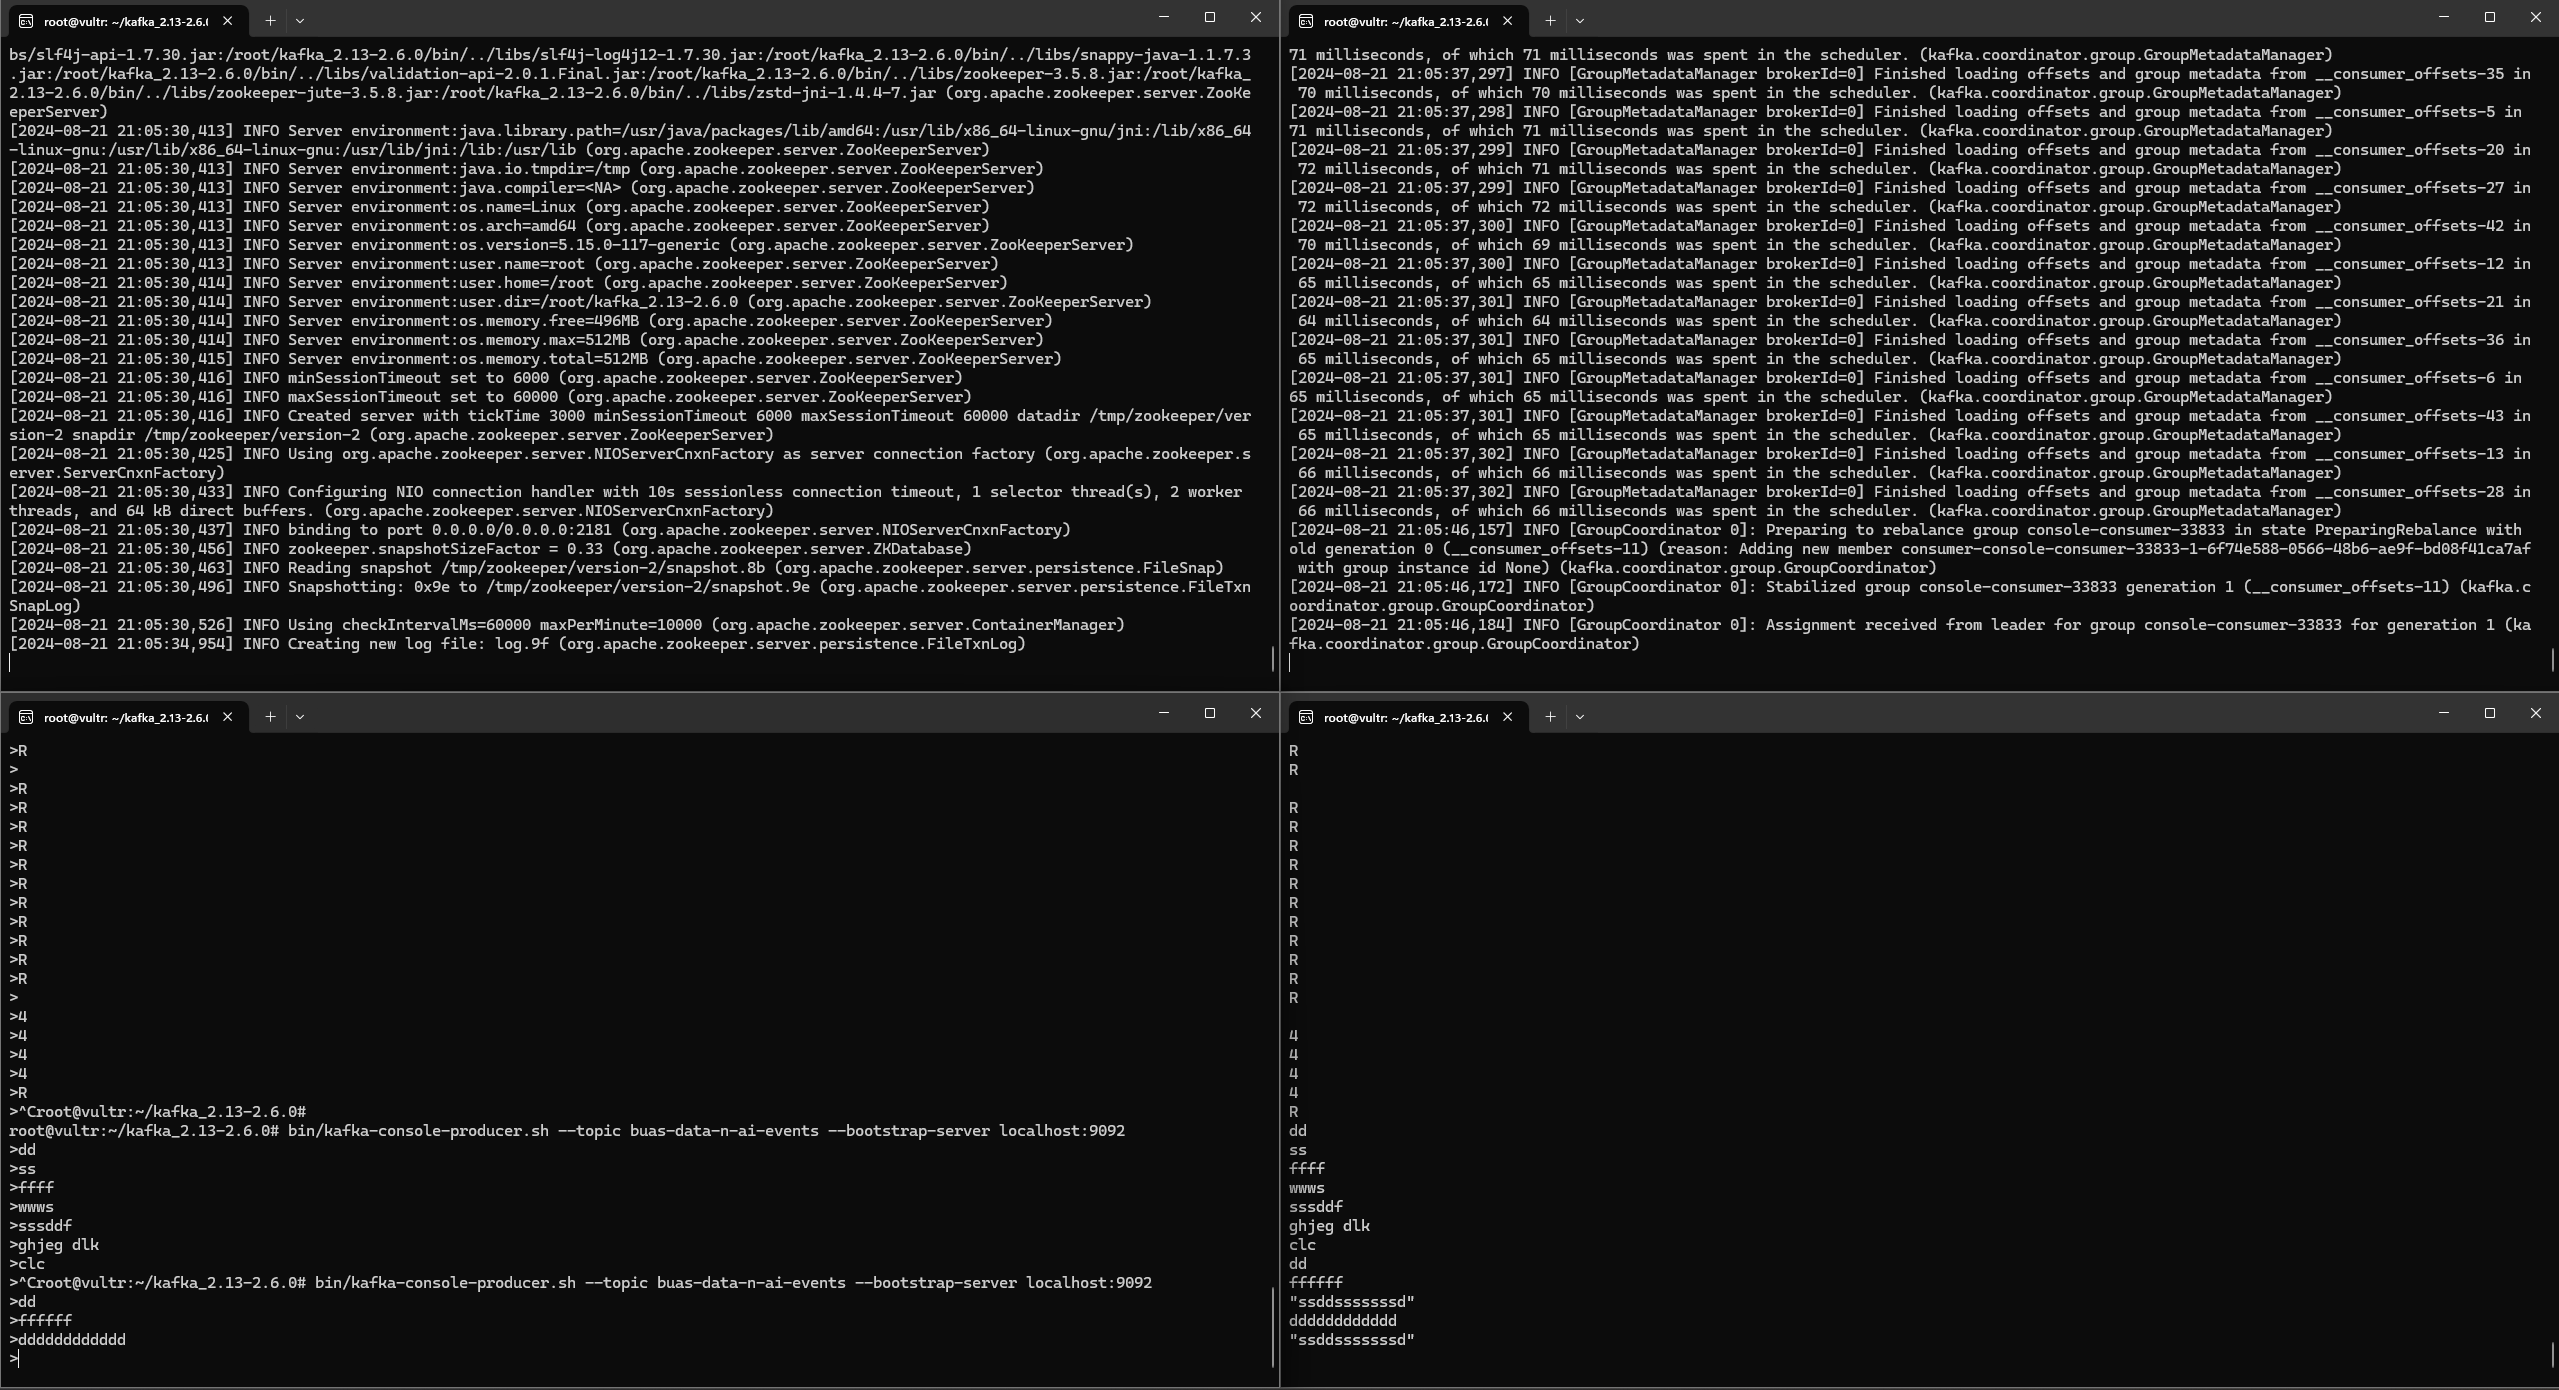 root@vultr: ~/kafka_2.13-2.6.0
bs/slf4j-api-1.7.30.jar:/root/kafka_2.13-2.6.0/bin/../libs/slf4j-log4j12-1.7.30.jar:/root/kafka_2.13-2.6.0/bin/../libs/snappy-java-1.1.7.3
.jar:/root/kafka_2.13-2.6.0/bin/../libs/validation-api-2.0.1.Final.jar:/root/kafka_2.13-2.6.0/bin/../libs/zookeeper-3.5.8.jar:/root/kafka_
2.13-2.6.0/bin/../libs/zookeeper-jute-3.5.8.jar:/root/kafka_2.13-2.6.0/bin/../libs/zstd-jni-1.4.4-7.jar (org.apache.zookeeper.server.ZooKe
eperServer)
[2024-08-21 21:05:30,413] INFO Server environment:java.library.path=/usr/java/packages/lib/amd64:/usr/lib/x86_64-linux-gnu/jni:/lib/x86_64
-linux-gnu:/usr/lib/x86_64-linux-gnu:/usr/lib/jni:/lib:/usr/lib (org.apache.zookeeper.server.ZooKeeperServer)
[2024-08-21 21:05:30,413] INFO Server environment:java.io.tmpdir=/tmp (org.apache.zookeeper.server.ZooKeeperServer)
[2024-08-21 21:05:30,413] INFO Server environment:java.compiler=<NA> (org.apache.zookeeper.server.ZooKeeperServer)
[2024-08-21 21:05:30,413] INFO Server environment:os.name=Linux (org.apache.zookeeper.server.ZooKeeperServer)
[2024-08-21 21:05:30,413] INFO Server environment:os.arch=amd64 (org.apache.zookeeper.server.ZooKeeperServer)
[2024-08-21 21:05:30,413] INFO Server environment:os.version=5.15.0-117-generic (org.apache.zookeeper.server.ZooKeeperServer)
[2024-08-21 21:05:30,413] INFO Server environment:user.name=root (org.apache.zookeeper.server.ZooKeeperServer)
[2024-08-21 21:05:30,414] INFO Server environment:user.home=/root (org.apache.zookeeper.server.ZooKeeperServer)
[2024-08-21 21:05:30,414] INFO Server environment:user.dir=/root/kafka_2.13-2.6.0 (org.apache.zookeeper.server.ZooKeeperServer)
[2024-08-21 21:05:30,414] INFO Server environment:os.memory.free=496MB (org.apache.zookeeper.server.ZooKeeperServer)
[2024-08-21 21:05:30,414] INFO Server environment:os.memory.max=512MB (org.apache.zookeeper.server.ZooKeeperServer)
[2024-08-21 21:05:30,415] INFO Server environment:os.memory.total=512MB (org.apache.zookeeper.server.ZooKeeperServer)
[2024-08-21 21:05:30,416] INFO minSessionTimeout set to 6000 (org.apache.zookeeper.server.ZooKeeperServer)
[2024-08-21 21:05:30,416] INFO maxSessionTimeout set to 60000 (org.apache.zookeeper.server.ZooKeeperServer)
[2024-08-21 21:05:30,416] INFO Created server with tickTime 3000 minSessionTimeout 6000 maxSessionTimeout 60000 datadir /tmp/zookeeper/ver
sion-2 snapdir /tmp/zookeeper/version-2 (org.apache.zookeeper.server.ZooKeeperServer)
[2024-08-21 21:05:30,425] INFO Using org.apache.zookeeper.server.NIOServerCnxnFactory as server connection factory (org.apache.zookeeper.s
erver.ServerCnxnFactory)
[2024-08-21 21:05:30,433] INFO Configuring NIO connection handler with 10s sessionless connection timeout, 1 selector thread(s), 2 worker
threads, and 64 kB direct buffers. (org.apache.zookeeper.server.NIOServerCnxnFactory)
[2024-08-21 21:05:30,437] INFO binding to port 0.0.0.0/0.0.0.0:2181 (org.apache.zookeeper.server.NIOServerCnxnFactory)
[2024-08-21 21:05:30,456] INFO zookeeper.snapshotSizeFactor = 0.33 (org.apache.zookeeper.server.ZKDatabase)
[2024-08-21 21:05:30,463] INFO Reading snapshot /tmp/zookeeper/version-2/snapshot.8b (org.apache.zookeeper.server.persistence.FileSnap)
[2024-08-21 21:05:30,496] INFO Snapshotting: 0x9e to /tmp/zookeeper/version-2/snapshot.9e (org.apache.zookeeper.server.persistence.FileTxn
SnapLog)
[2024-08-21 21:05:30,526] INFO Using checkIntervalMs=60000 maxPerMinute=10000 (org.apache.zookeeper.server.ContainerManager)
[2024-08-21 21:05:34,954] INFO Creating new log file: log.9f (org.apache.zookeeper.server.persistence.FileTxnLog)
root@vultr: ~/kafka_2.13-2.6.0
71 milliseconds, of which 71 milliseconds was spent in the scheduler. (kafka.coordinator.group.GroupMetadataManager)
[2024-08-21 21:05:37,297] INFO [GroupMetadataManager brokerId=0] Finished loading offsets and group metadata from __consumer_offsets-35 in
70 milliseconds, of which 70 milliseconds was spent in the scheduler. (kafka.coordinator.group.GroupMetadataManager)
[2024-08-21 21:05:37,298] INFO [GroupMetadataManager brokerId=0] Finished loading offsets and group metadata from __consumer_offsets-5 in
71 milliseconds, of which 71 milliseconds was spent in the scheduler. (kafka.coordinator.group.GroupMetadataManager)
[2024-08-21 21:05:37,299] INFO [GroupMetadataManager brokerId=0] Finished loading offsets and group metadata from __consumer_offsets-20 in
72 milliseconds, of which 71 milliseconds was spent in the scheduler. (kafka.coordinator.group.GroupMetadataManager)
[2024-08-21 21:05:37,299] INFO [GroupMetadataManager brokerId=0] Finished loading offsets and group metadata from __consumer_offsets-27 in
72 milliseconds, of which 72 milliseconds was spent in the scheduler. (kafka.coordinator.group.GroupMetadataManager)
[2024-08-21 21:05:37,300] INFO [GroupMetadataManager brokerId=0] Finished loading offsets and group metadata from __consumer_offsets-42 in
70 milliseconds, of which 69 milliseconds was spent in the scheduler. (kafka.coordinator.group.GroupMetadataManager)
[2024-08-21 21:05:37,300] INFO [GroupMetadataManager brokerId=0] Finished loading offsets and group metadata from __consumer_offsets-12 in
65 milliseconds, of which 65 milliseconds was spent in the scheduler. (kafka.coordinator.group.GroupMetadataManager)
[2024-08-21 21:05:37,301] INFO [GroupMetadataManager brokerId=0] Finished loading offsets and group metadata from __consumer_offsets-21 in
64 milliseconds, of which 64 milliseconds was spent in the scheduler. (kafka.coordinator.group.GroupMetadataManager)
[2024-08-21 21:05:37,301] INFO [GroupMetadataManager brokerId=0] Finished loading offsets and group metadata from __consumer_offsets-36 in
65 milliseconds, of which 65 milliseconds was spent in the scheduler. (kafka.coordinator.group.GroupMetadataManager)
[2024-08-21 21:05:37,301] INFO [GroupMetadataManager brokerId=0] Finished loading offsets and group metadata from __consumer_offsets-6 in
65 milliseconds, of which 65 milliseconds was spent in the scheduler. (kafka.coordinator.group.GroupMetadataManager)
[2024-08-21 21:05:37,301] INFO [GroupMetadataManager brokerId=0] Finished loading offsets and group metadata from __consumer_offsets-43 in
65 milliseconds, of which 65 milliseconds was spent in the scheduler. (kafka.coordinator.group.GroupMetadataManager)
[2024-08-21 21:05:37,302] INFO [GroupMetadataManager brokerId=0] Finished loading offsets and group metadata from __consumer_offsets-13 in
66 milliseconds, of which 66 milliseconds was spent in the scheduler. (kafka.coordinator.group.GroupMetadataManager)
[2024-08-21 21:05:37,302] INFO [GroupMetadataManager brokerId=0] Finished loading offsets and group metadata from __consumer_offsets-28 in
66 milliseconds, of which 66 milliseconds was spent in the scheduler. (kafka.coordinator.group.GroupMetadataManager)
[2024-08-21 21:05:46,157] INFO [GroupCoordinator 0]: Preparing to rebalance group console-consumer-33833 in state PreparingRebalance with
old generation 0 (__consumer_offsets-11) (reason: Adding new member consumer-console-consumer-33833-1-6f74e588-0566-48b6-ae9f-bd08f41ca7af
with group instance id None) (kafka.coordinator.group.GroupCoordinator)
[2024-08-21 21:05:46,172] INFO [GroupCoordinator 0]: Stabilized group console-consumer-33833 generation 1 (__consumer_offsets-11) (kafka.c
oordinator.group.GroupCoordinator)
[2024-08-21 21:05:46,184] INFO [GroupCoordinator 0]: Assignment received from leader for group console-consumer-33833 for generation 1 (ka
fka.coordinator.group.GroupCoordinator)
root@vultr: ~/kafka_2.13-2.6.0
>R
>
>R
>R
>R
>R
>R
>R
>R
>R
>R
>R
>R
>
>4
>4
>4
>4
>R
>^Croot@vultr:~/kafka_2.13-2.6.0#
root@vultr:~/kafka_2.13-2.6.0# bin/kafka-console-producer.sh --topic buas-data-n-ai-events --bootstrap-server localhost:9092
>dd
>ss
>ffff
>wwws
>sssddf
>ghjeg dlk
>clc
>^Croot@vultr:~/kafka_2.13-2.6.0# bin/kafka-console-producer.sh --topic buas-data-n-ai-events --bootstrap-server localhost:9092
>dd
>ffffff
>dddddddddddd
>
root@vultr: ~/kafka_2.13-2.6.0
R
R
R
R
R
R
R
R
R
R
R
R
R
4
4
4
4
R
dd
ss
ffff
wwws
sssddf
ghjeg dlk
clc
dd
ffffff
"ssddsssssssd"
dddddddddddd
"ssddsssssssd"